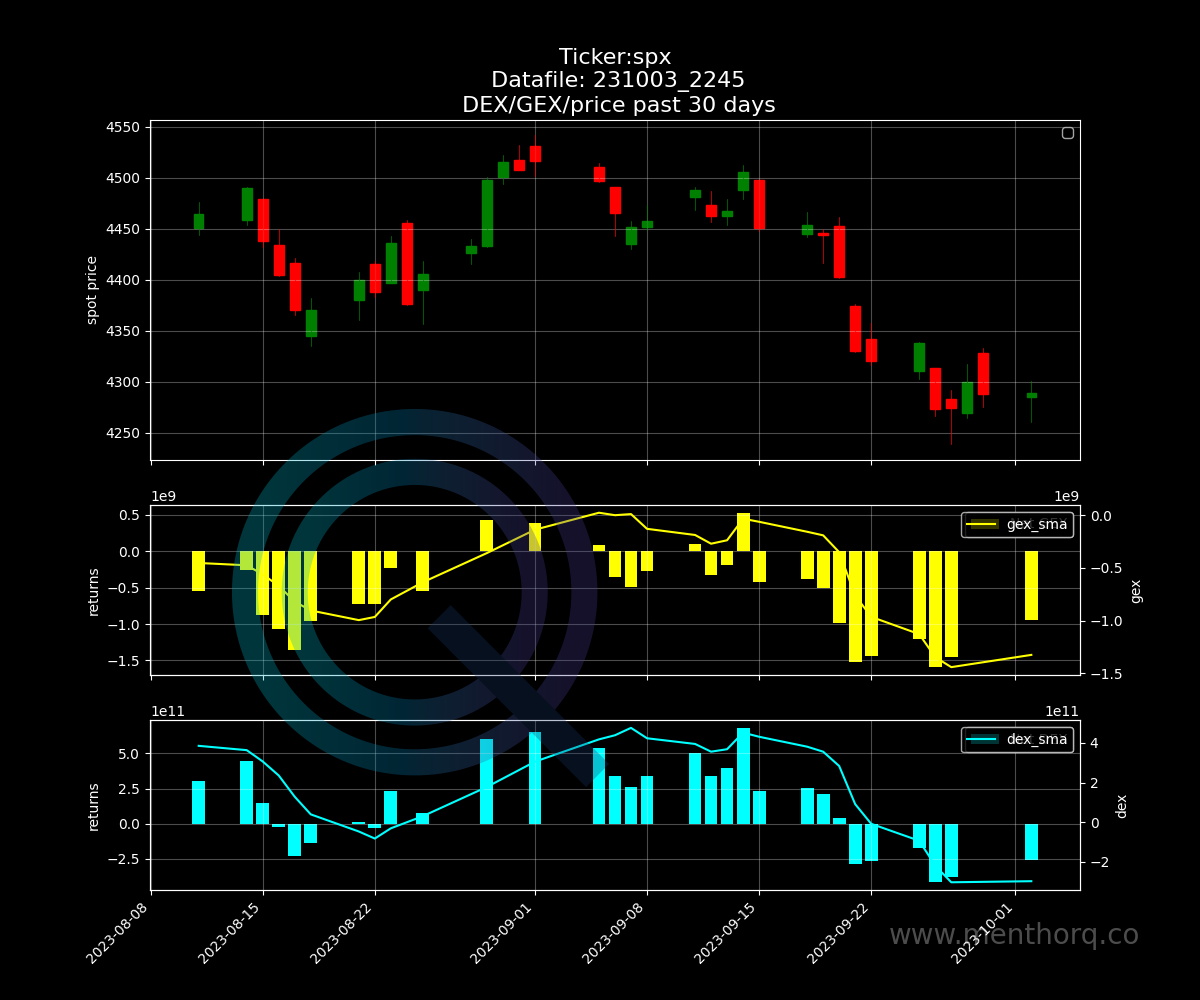 Ticker:spx
Datafile: 231003_2245
DEX/GEX/price past 30 days
4550
4500
4450
4400
4350
4300
4250
spot price
1e9
1e9
0.5
0.0
−0.5
−1.0
−1.5
returns
gex_sma
0.0
−0.5
−1.0
−1.5
gex
1e11
1e11
5.0
2.5
0.0
−2.5
returns
dex_sma
4
2
0
−2
dex
2023-08-08
2023-08-15
2023-08-22
2023-09-01
2023-09-08
2023-09-15
2023-09-22
2023-10-01
www.menthorq.co